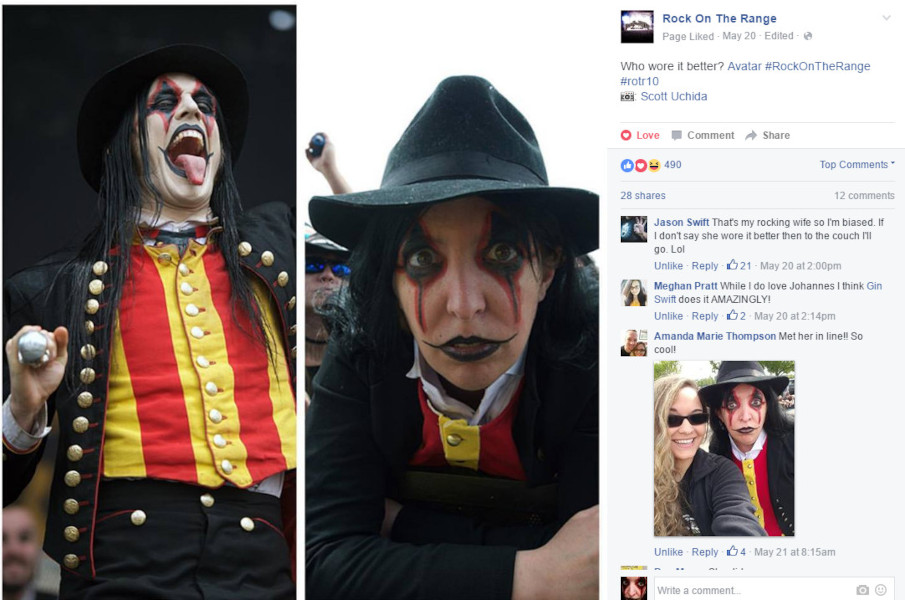 Rock On The Range
Page Liked · May 20 · Edited ·
Who wore it better? Avatar #RockOnTheRange
#rotr10
: Scott Uchida
Love Comment Share
490 Top Comments
28 shares 12 comments
Jason Swift That's my rocking wife so I'm biased. If
I don't say she wore it better then to the couch I'll
go. Lol
Unlike · Reply · 21 · May 20 at 2:00pm
Meghan Pratt While I do love Johannes I think Gin
Swift does it AMAZINGLY!
Unlike · Reply · 2 · May 20 at 2:14pm
Amanda Marie Thompson Met her in line!! So
cool!
Unlike · Reply · 4 · May 21 at 8:15am
Write a comment...